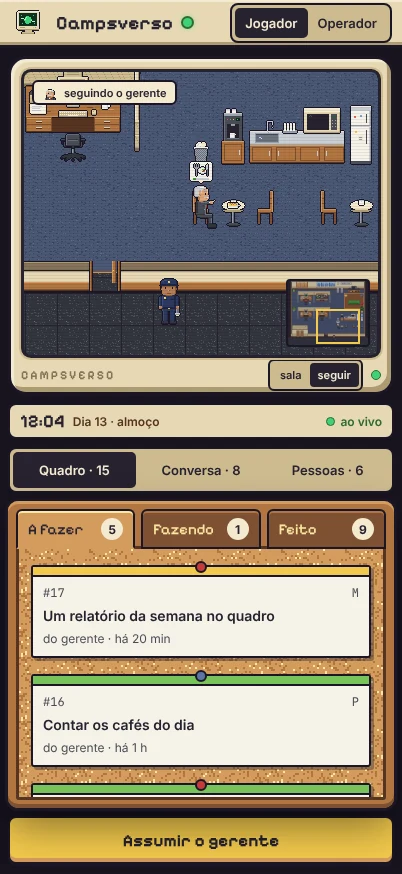 Oampsverso
Jogador
Operador
seguindo o gerente
OAMPSVERSO
sala
seguir
18:04
Dia 13 · almoço
ao vivo
Quadro · 15
Conversa · 8
Pessoas · 6
A fazer 5
Fazendo 1
Feito 9
#17 M
Um relatório da semana no quadro
do gerente · há 20 min
#16 P
Contar os cafés do dia
do gerente · há 1 h
Assumir o gerente